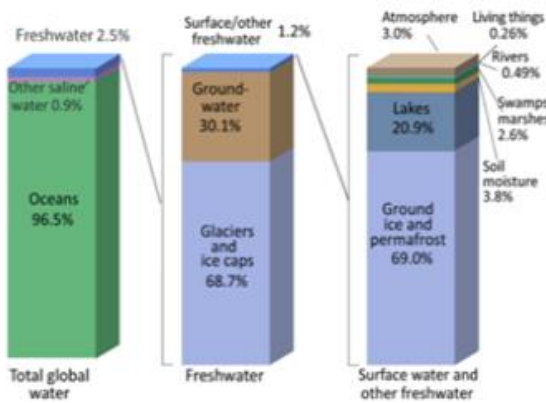 Freshwater 2.5%
Other saline
water 0.9%
Oceans
96.5%
Total global
water
Surface/other
freshwater
1.2%
Ground-
water
30.1%
Glaciers and
ice caps
68.7%
Freshwater
Atmosphere
3.0%
Living things
0.26%
Rivers
0.49%
Swamps
marshes
2.6%
Soil
moisture
3.8%
Lakes
20.9%
Ground
ice and
permafrost
69.0%
Surface water and
other freshwater